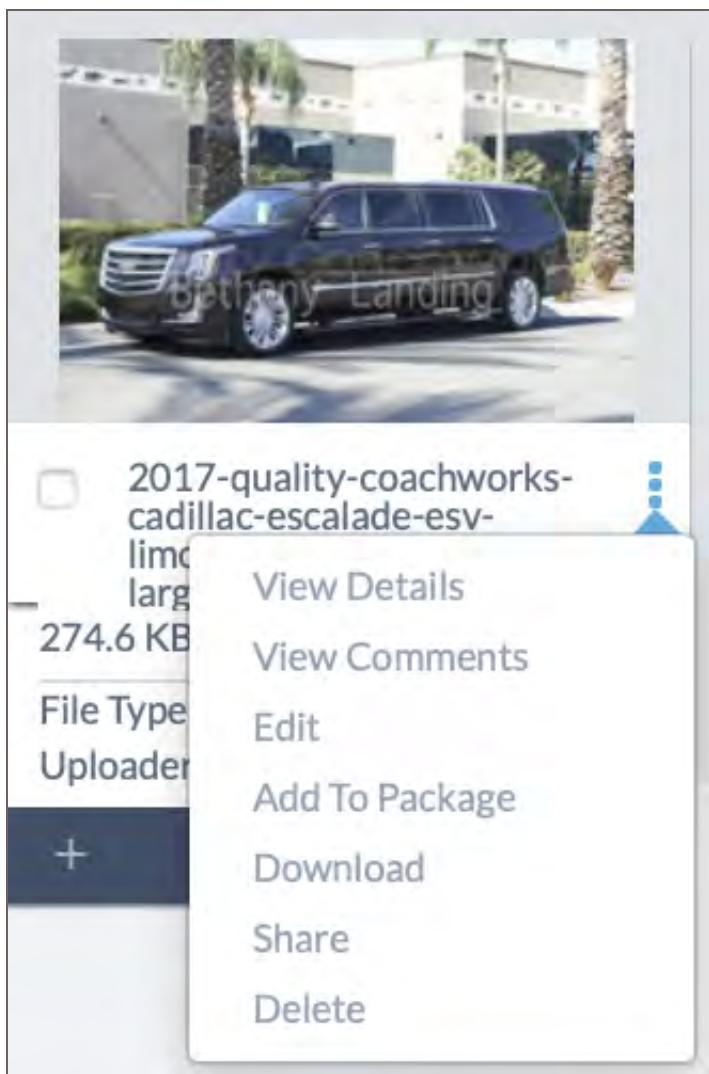 Bethany Landing
2017-quality-coachworks-
cadillac-escalade-esv-
limo
larg
274.6 KB
File Type
Uploader
+
View Details
View Comments
Edit
Add To Package
Download
Share
Delete